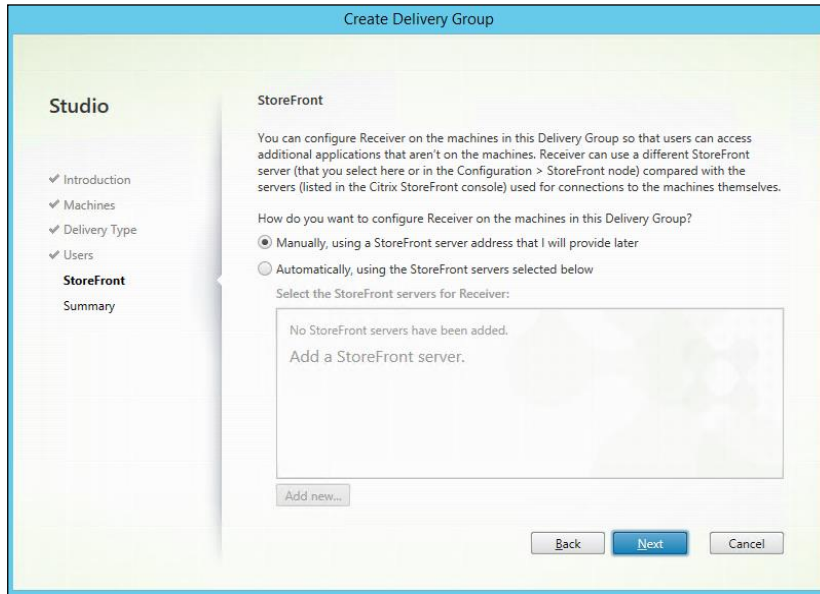 Create Delivery Group
Studio
✔ Introduction
✔ Machines
✔ Delivery Type
✔ Users
StoreFront
Summary
StoreFront
You can configure Receiver on the machines in this Delivery Group so that users can access
additional applications that aren't on the machines. Receiver can use a different StoreFront
server (that you select here or in the Configuration > StoreFront node) compared with the
servers (listed in the Citrix StoreFront console) used for connections to the machines themselves.
How do you want to configure Receiver on the machines in this Delivery Group?
Manually, using a StoreFront server address that I will provide later
Automatically, using the StoreFront servers selected below
Select the StoreFront servers for Receiver:
No StoreFront servers have been added.
Add a StoreFront server.
Add new...
Back
Next
Cancel